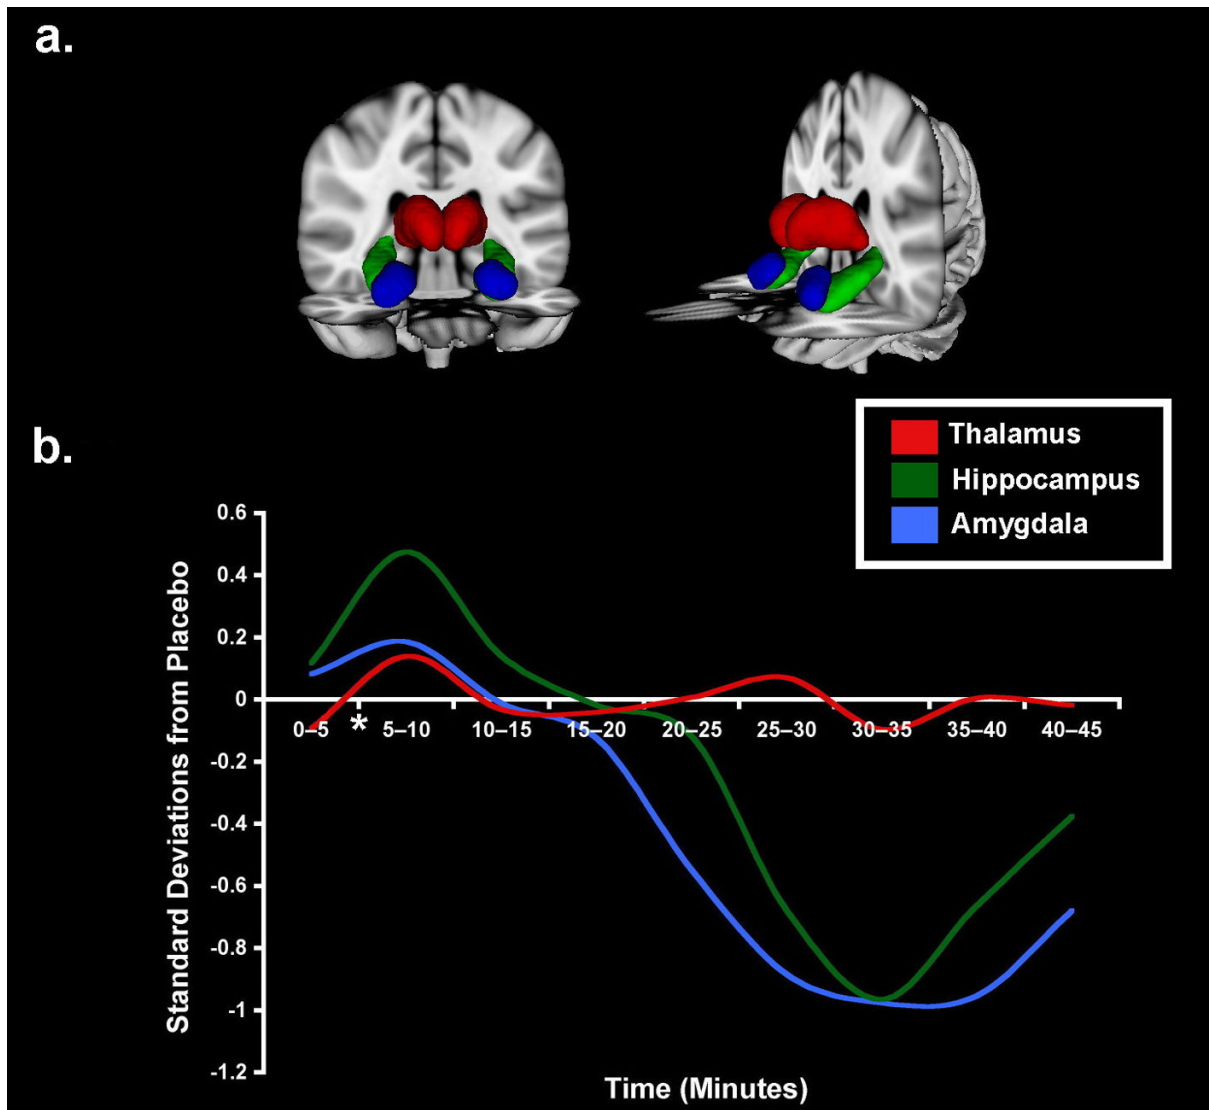 a.
b.
Thalamus
Hippocampus
Amygdala
Standard Deviations from Placebo
0.6
0.4
0.2
0
-0.2
-0.4
-0.6
-0.8
-1
-1.2
*
0–5 5–10 10–15 15–20 20–25 25–30 30–35 35–40 40–45
Time (Minutes)